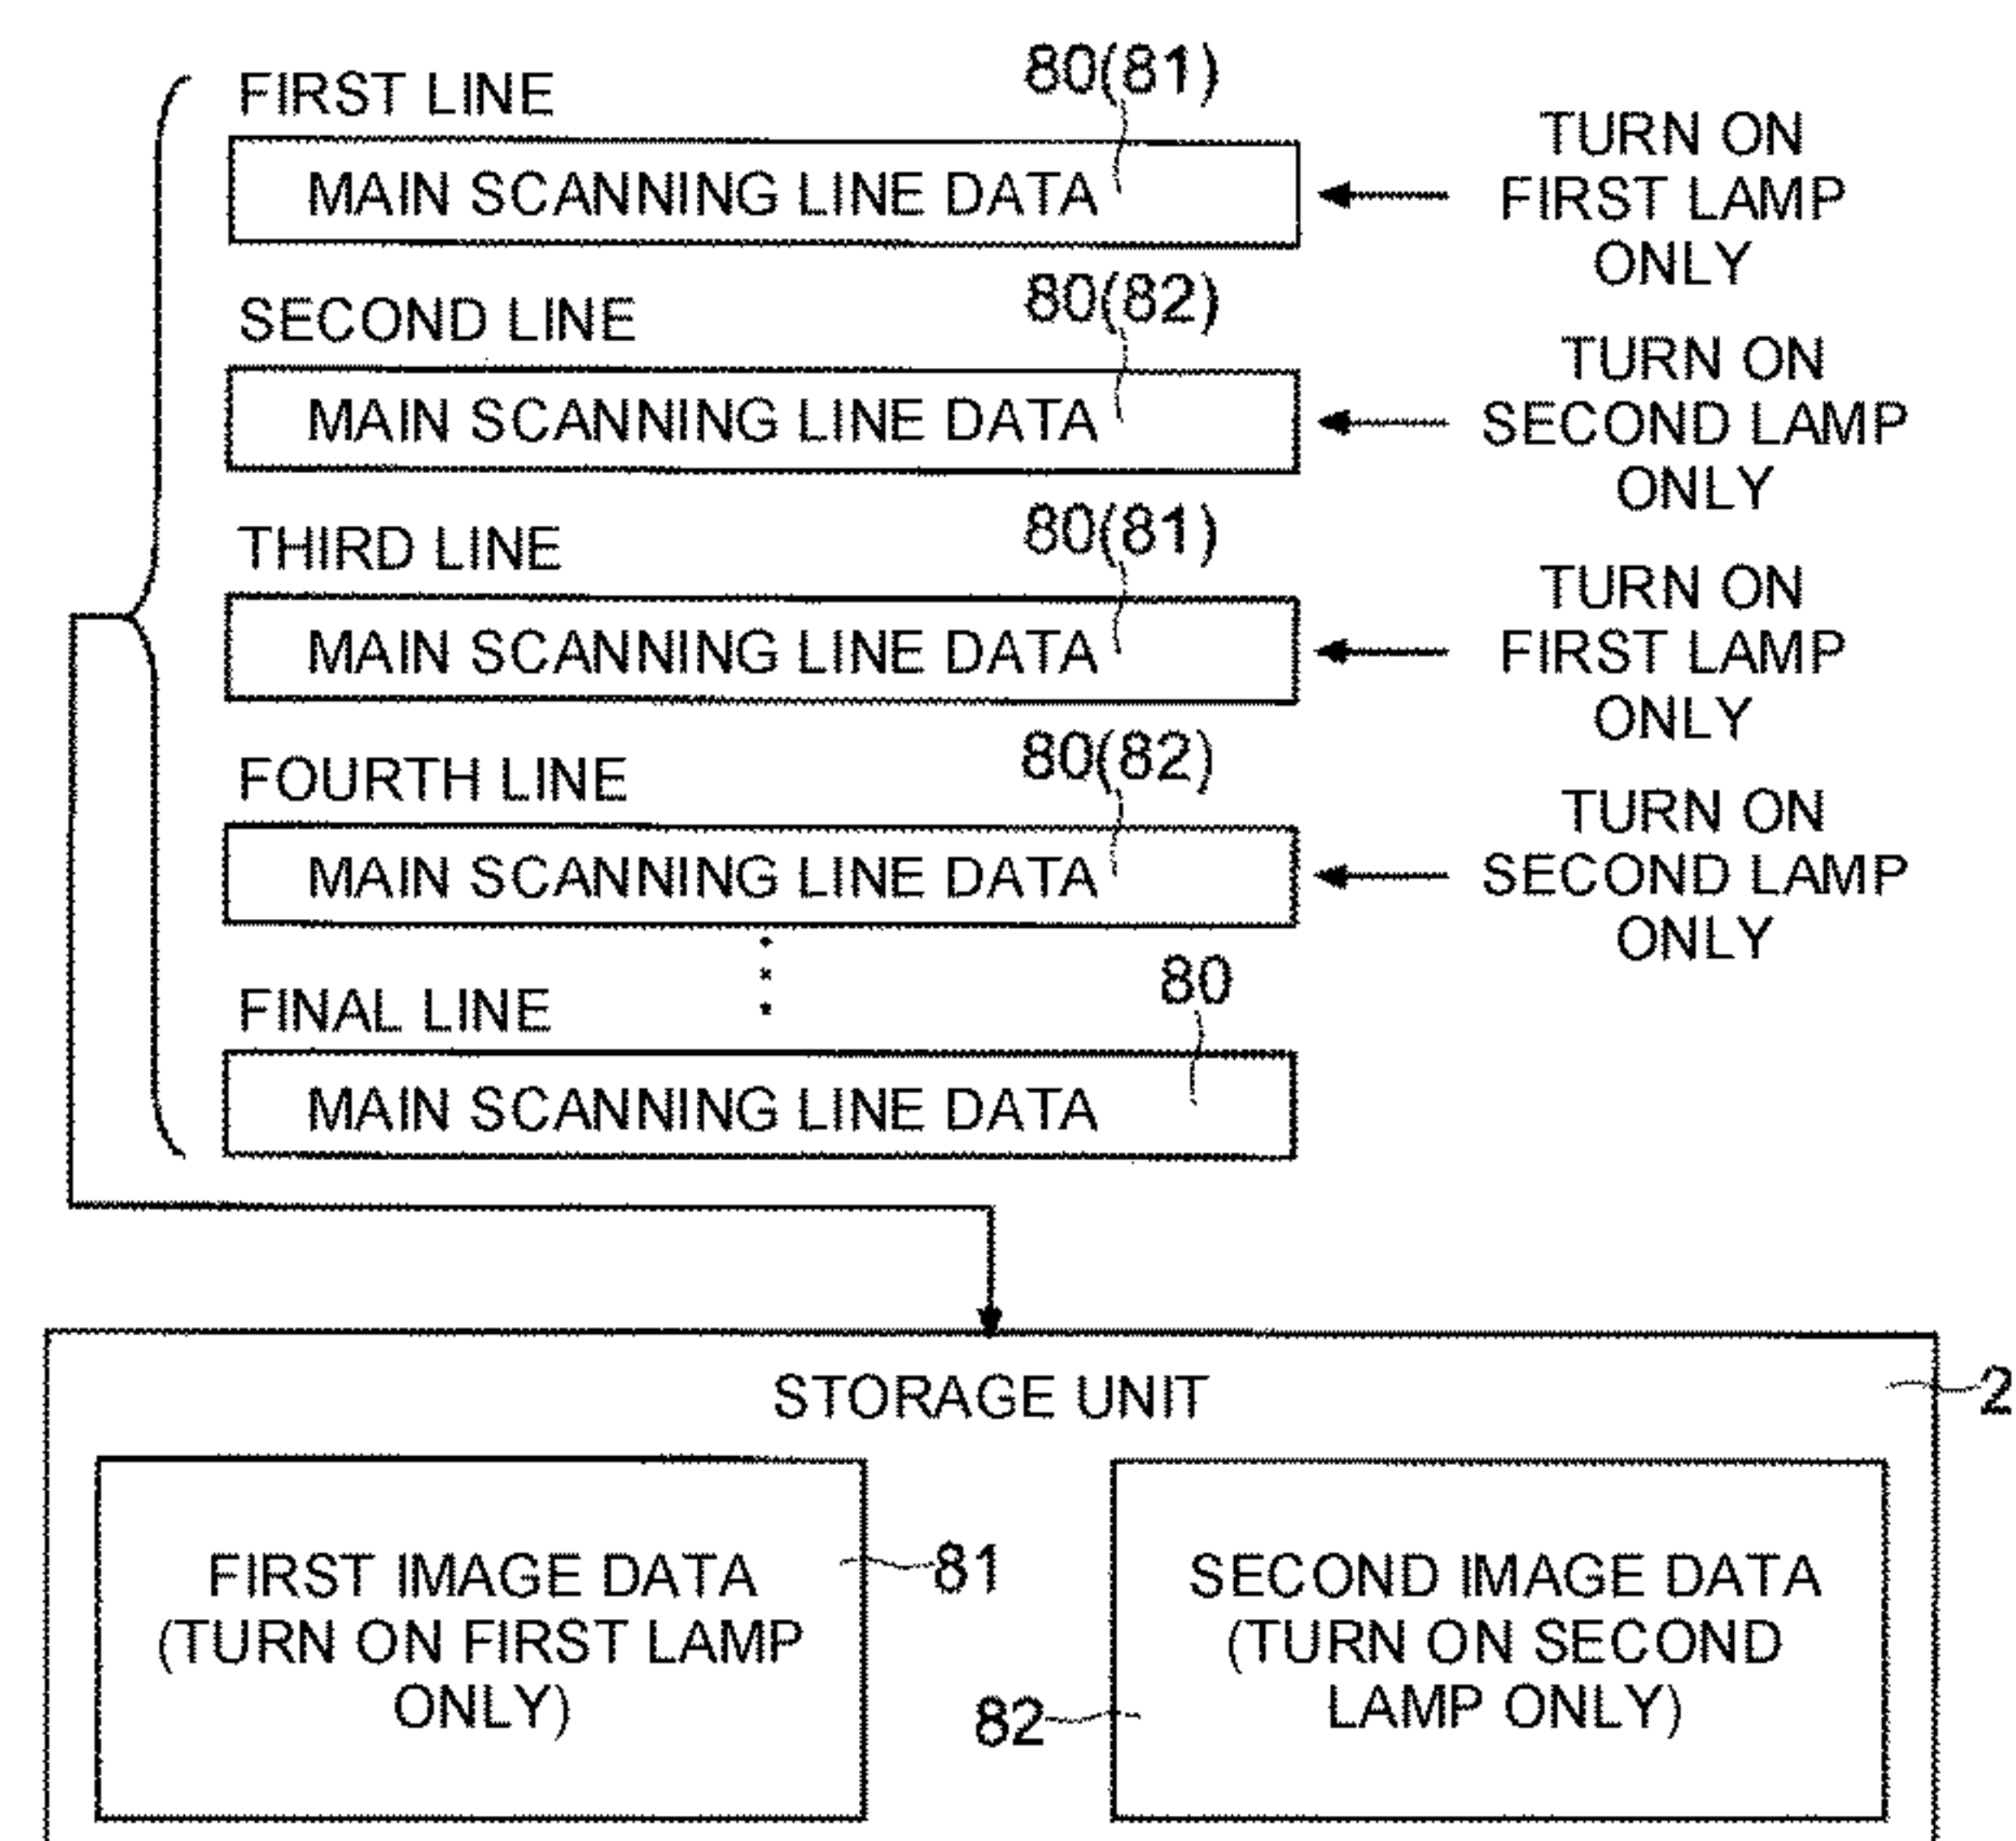 FIRST LINE
80(81)
MAIN SCANNING LINE DATA
TURN ON
FIRST LAMP
ONLY
SECOND LINE
80(82)
MAIN SCANNING LINE DATA
TURN ON
SECOND LAMP
ONLY
THIRD LINE
80(81)
MAIN SCANNING LINE DATA
TURN ON
FIRST LAMP
ONLY
FOURTH LINE
80(82)
MAIN SCANNING LINE DATA
TURN ON
SECOND LAMP
ONLY
FINAL LINE
80
MAIN SCANNING LINE DATA
STORAGE UNIT
2
FIRST IMAGE DATA
(TURN ON FIRST LAMP
ONLY)
81
SECOND IMAGE DATA
(TURN ON SECOND
LAMP ONLY)
82